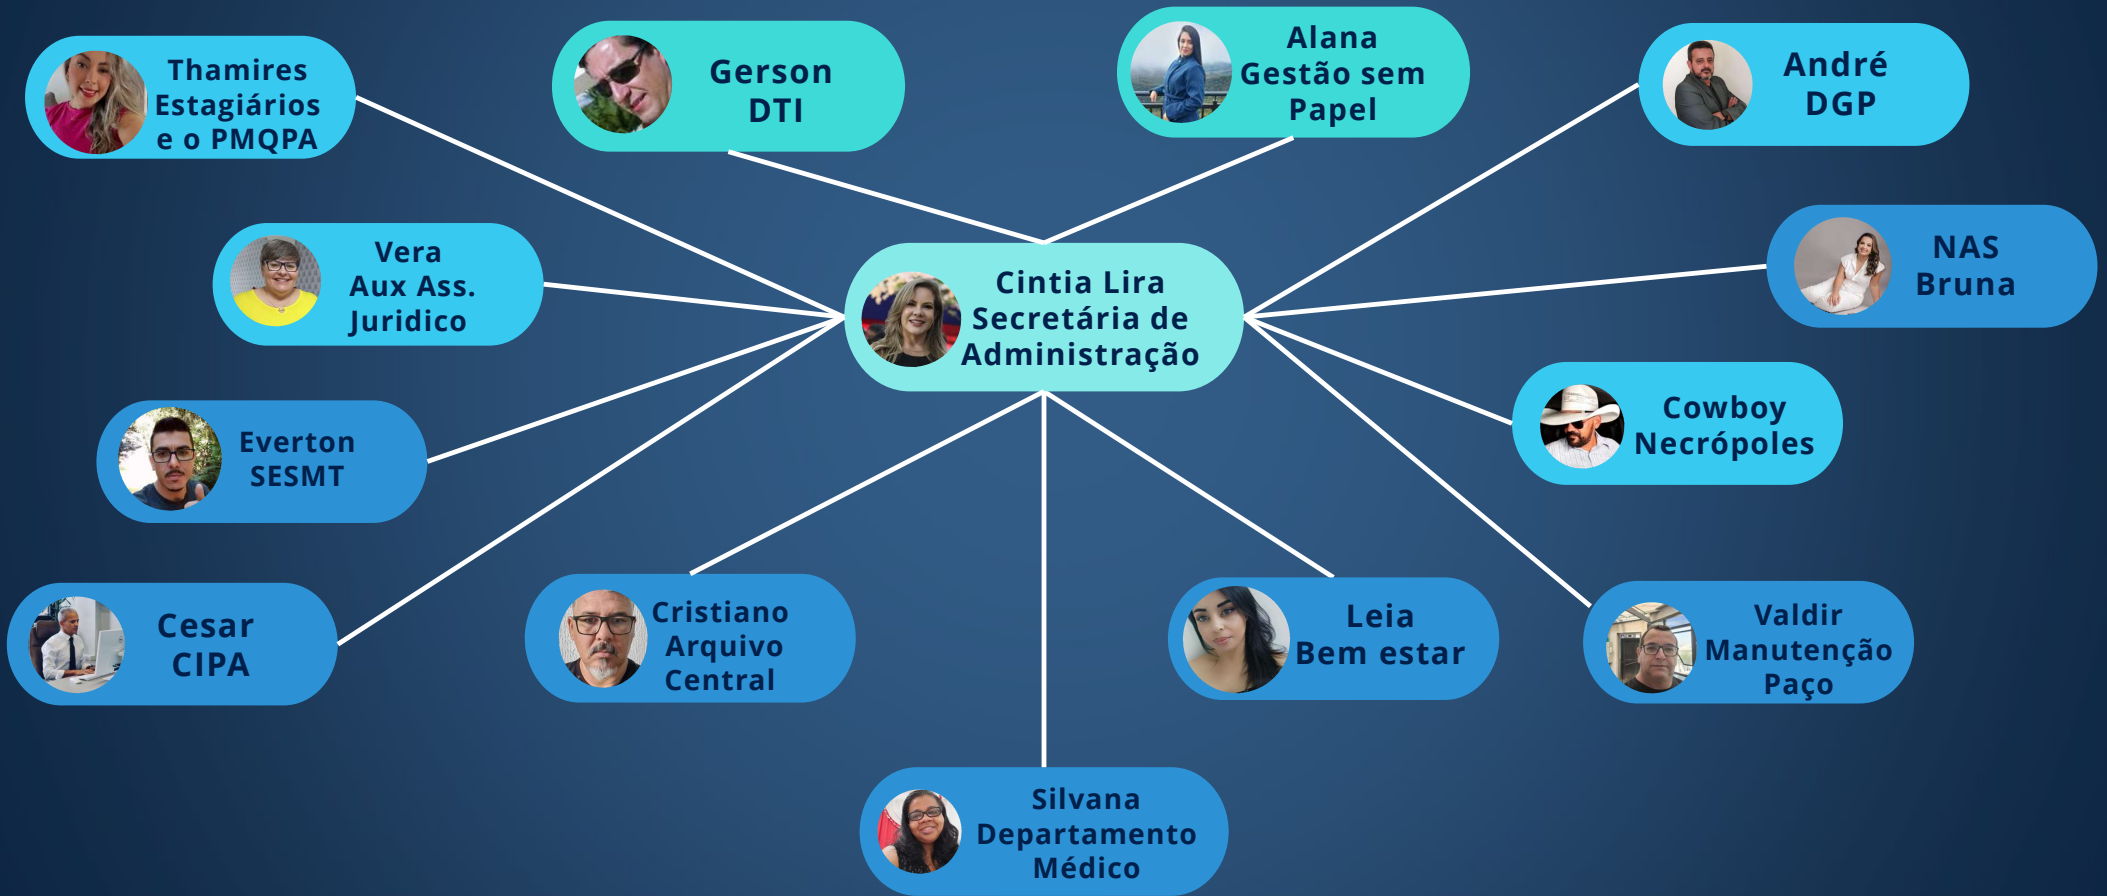 Thamires
Estagiários
e o PMQPA
Gerson
DTI
Alana
Gestão sem
Papel
André
DGP
Vera
Aux Ass.
Juridico
Cintia Lira
Secretária de
Administração
NAS
Bruna
Everton
SESMT
Cowboy
Necrópoles
Cesar
CIPA
Cristiano
Arquivo
Central
Leia
Bem estar
Valdir
Manutenção
Paço
Silvana
Departamento
Médico